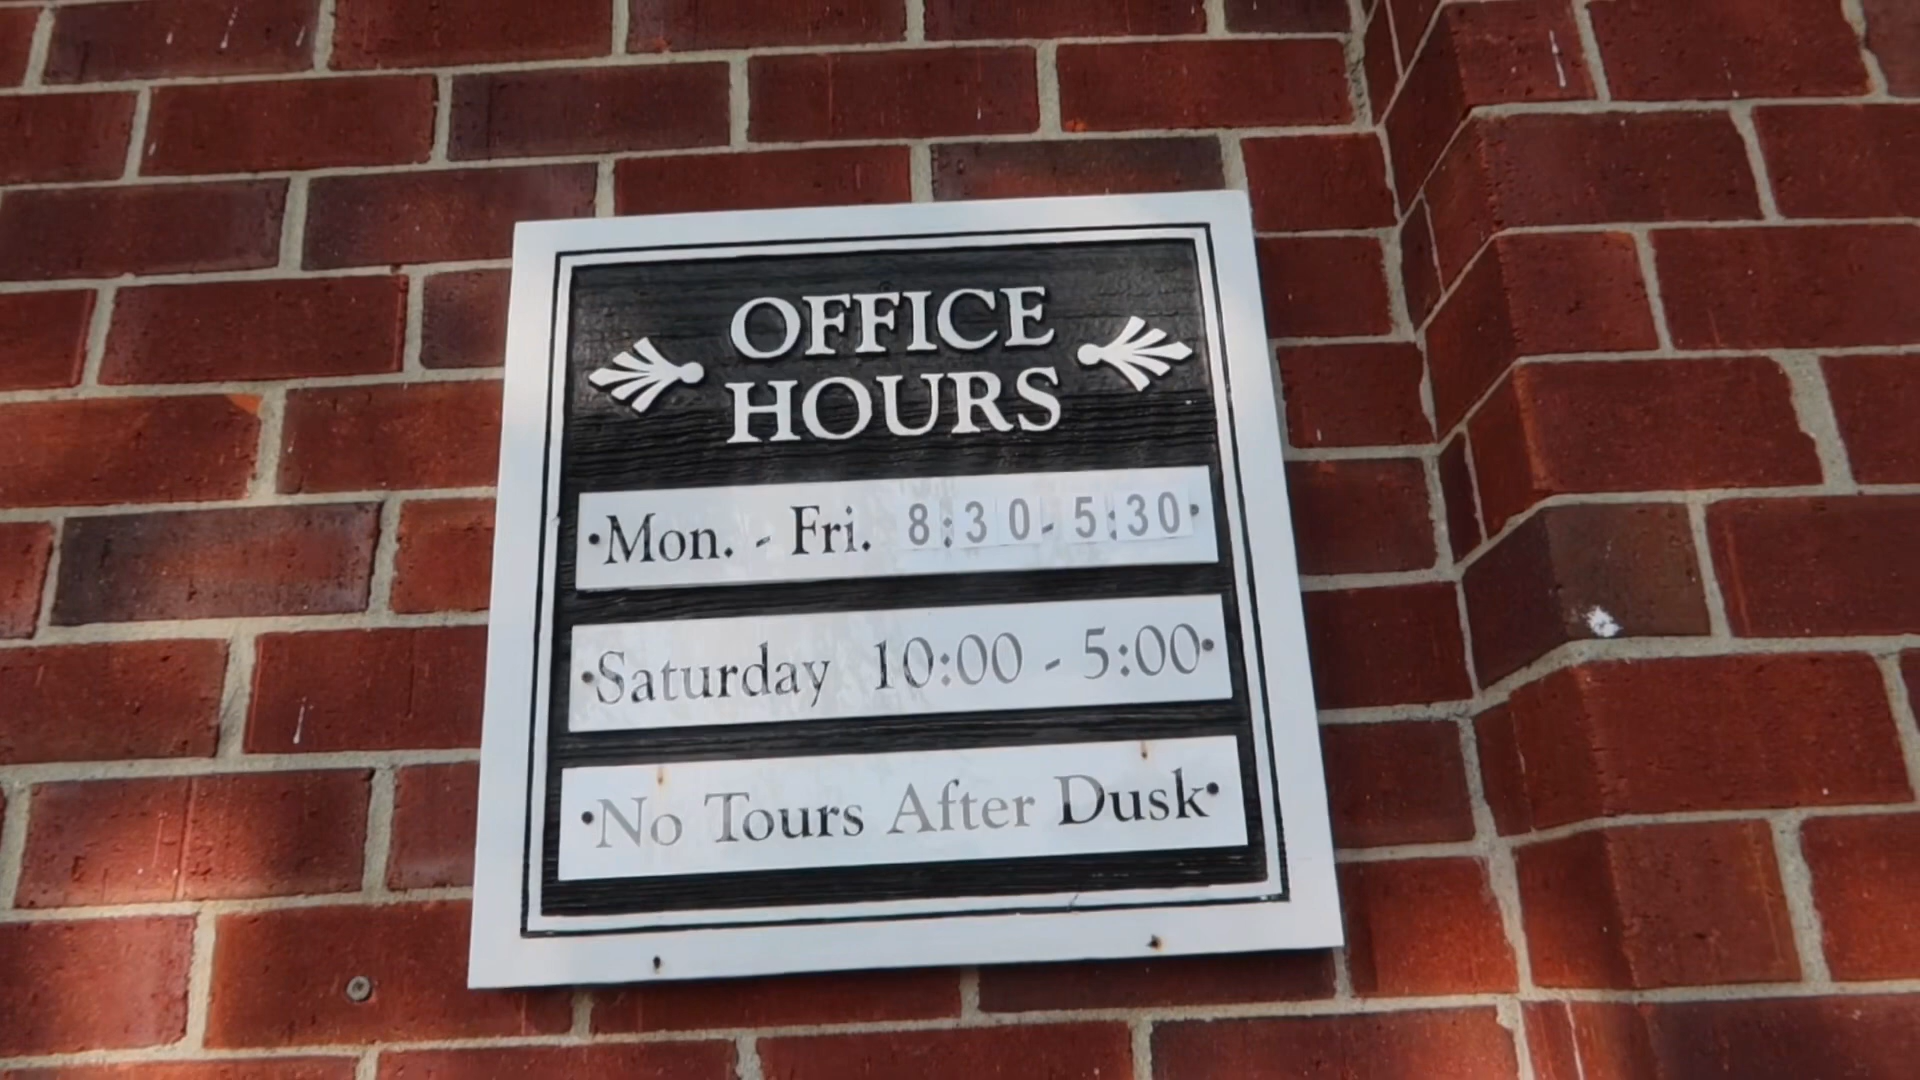 OFFICE
HOURS
•Mon. - Fri. 8:30-5:30•
•Saturday 10:00 - 5:00•
•No Tours After Dusk•